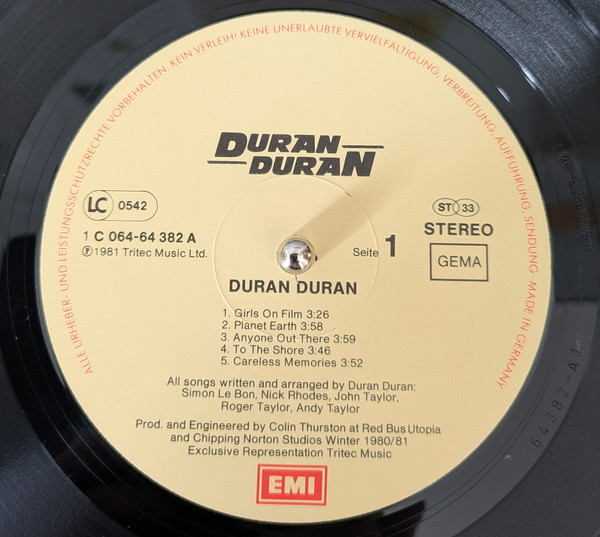 ALLE URHEBER- UND LEISTUNGSSCHUTZRECHTE VORBEHALTEN. KEIN VERLEIH! KEINE UNERLAUBTE VERVIELFÄLTIGUNG, VERBREITUNG, AUFFÜHRUNG, SENDUNG · MADE IN GERMANY
DURAN
DURAN
LC 0542
1 C 064-64 382 A
Ⓟ1981 Tritec Music Ltd.
ST 33
STEREO
GEMA
Seite 1
DURAN DURAN
1. Girls On Film 3:26
2. Planet Earth 3:58
3. Anyone Out There 3:59
4. To The Shore 3:46
5. Careless Memories 3:52
All songs written and arranged by Duran Duran:
Simon Le Bon, Nick Rhodes, John Taylor,
Roger Taylor, Andy Taylor
Prod. and Engineered by Colin Thurston at Red Bus Utopia
and Chipping Norton Studios Winter 1980/81
Exclusive Representation Tritec Music
EMI
64382-A1